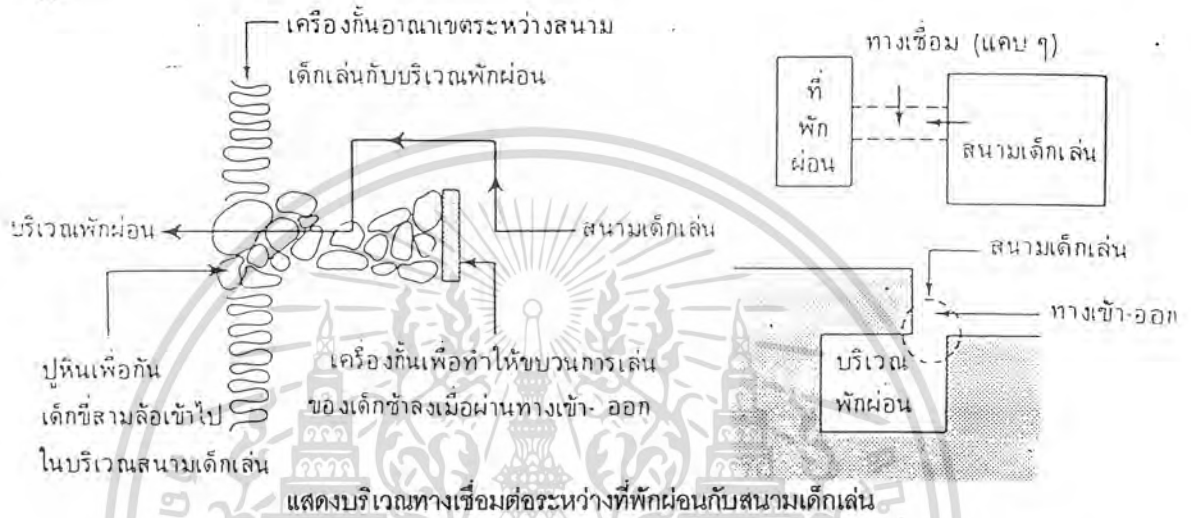 เครื่องกั้นอาณาเขตระหว่างสนาม
เด็กเล่นกับบริเวณพักผ่อน
บริเวณพักผ่อน
สนามเด็กเล่น
ปูหินเพื่อกัน
เด็กขี่สามล้อเข้าไป
ในบริเวณสนามเด็กเล่น
เครื่องกั้นเพื่อทำให้ขบวนการเล่น
ของเด็กช้าลงเมื่อผ่านทางเข้า- ออก
ทางเชื่อม (แคบ ๆ)
ที่
พัก
ผ่อน
สนามเด็กเล่น
สนามเด็กเล่น
ทางเข้า-ออก
บริเวณ
พักผ่อน
แสดงบริเวณทางเชื่อมต่อระหว่างที่พักผ่อนกับสนามเด็กเล่น